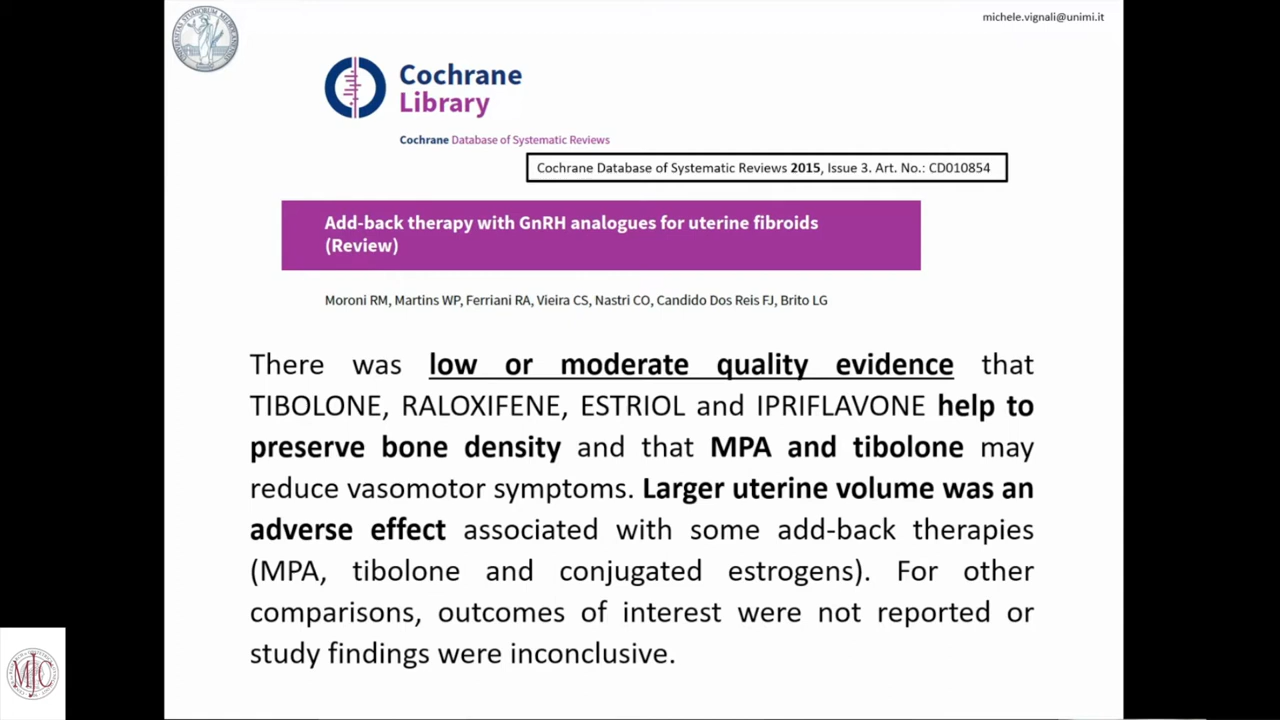 michele.vignali@unimi.it
Cochrane
Library
Cochrane Database of Systematic Reviews
Cochrane Database of Systematic Reviews 2015, Issue 3. Art. No.: CD010854
Add-back therapy with GnRH analogues for uterine fibroids
(Review)
Moroni RM, Martins WP, Ferriani RA, Vieira CS, Nastri CO, Candido Dos Reis FJ, Brito LG
There was low or moderate quality evidence that
TIBOLONE, RALOXIFENE, ESTRIOL and IPRIFLAVONE help to
preserve bone density and that MPA and tibolone may
reduce vasomotor symptoms. Larger uterine volume was an
adverse effect associated with some add-back therapies
(MPA, tibolone and conjugated estrogens). For other
comparisons, outcomes of interest were not reported or
study findings were inconclusive.
MJC